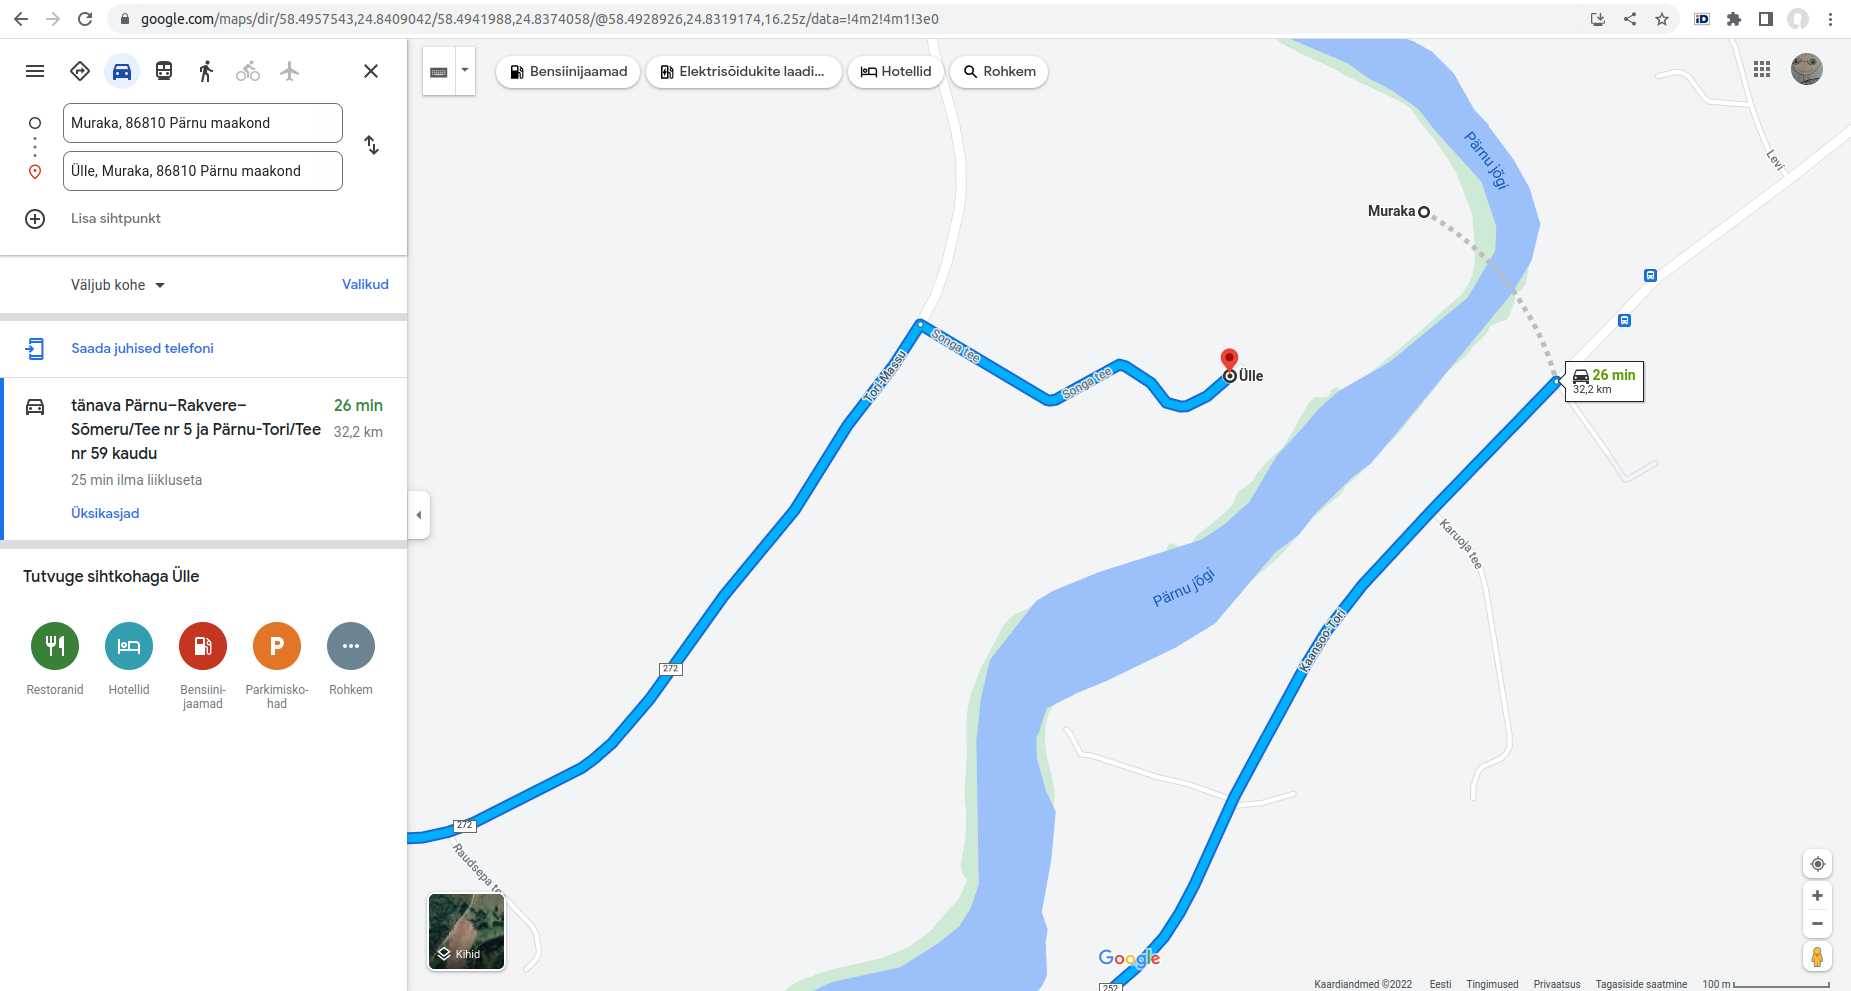 google.com/maps/dir/58.4957543,24.8409042/58.4941988,24.8374058/@58.4928926,24.8319174,16.25z/data=!4m2!4m1!3e0
iD
Muraka, 86810 Pärnu maakond
Ülle, Muraka, 86810 Pärnu maakond
Lisa sihtpunkt
Väljub kohe
Valikud
Saada juhised telefoni
tänava Pärnu–Rakvere–
Sõmeru/Tee nr 5 ja Pärnu-Tori/Tee
nr 59 kaudu
26 min
32,2 km
25 min ilma liikluseta
Üksikasjad
Tutvuge sihtkohaga Ülle
Restoranid
Hotellid
Bensiini-
jaamad
P
Parkimisko-
had
Rohkem
Bensiinijaamad
Elektrisõidukite laadi...
Hotellid
Rohkem
Pärnu jõgi
Levi
Muraka
Songa tee
Tori-Massu
Songa tee
Ülle
26 min
32,2 km
Karuoja tee
Pärnu jõgi
Kaansoo-Tori
272
272
Raudsepa tee
Kihid
Google
252
Kaardiandmed ©2022
Eesti
Tingimused
Privaatsus
Tagasiside saatmine
100 m